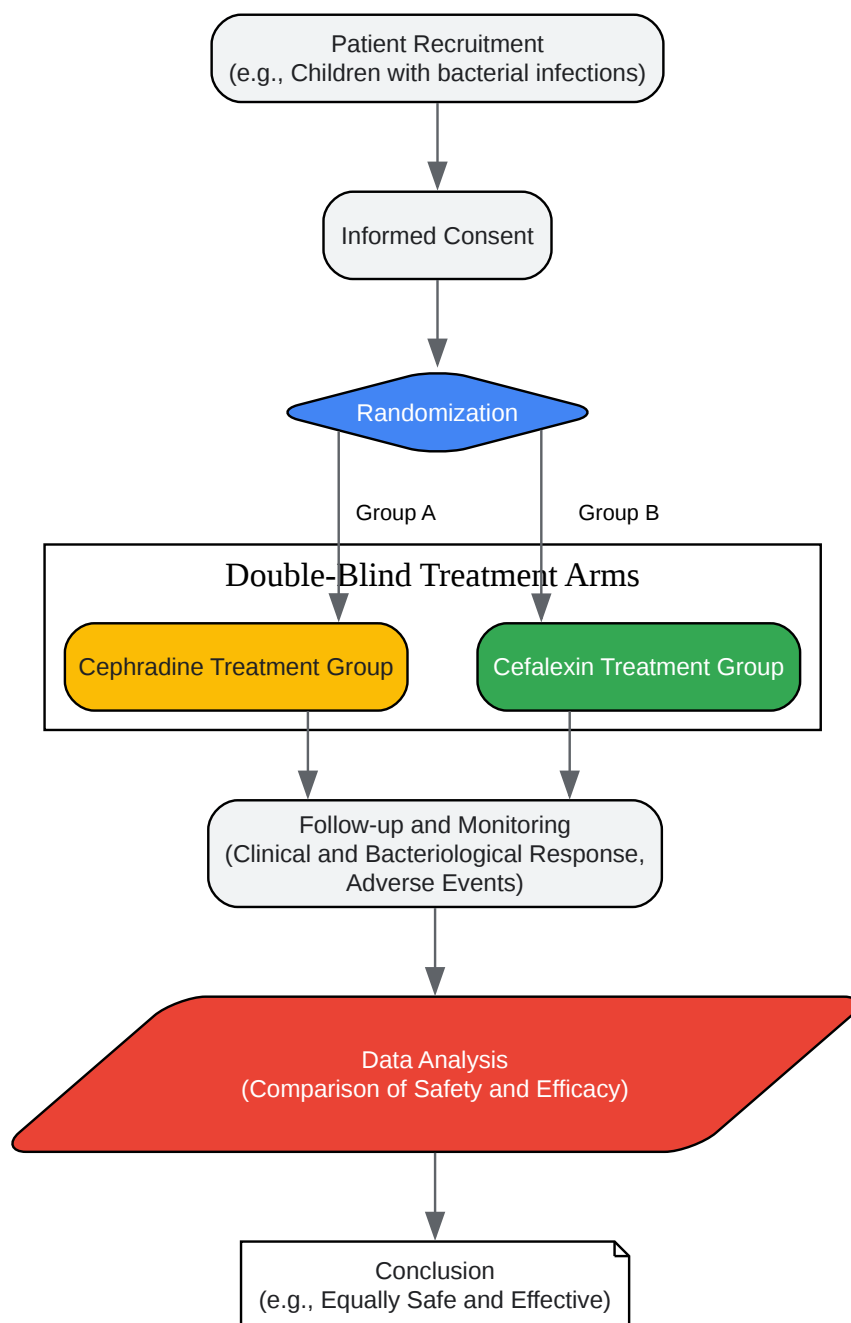 Patient Recruitment
(e.g., Children with bacterial infections)
Informed Consent
Randomization
Group A
Group B
Double-Blind Treatment Arms
Cephradine Treatment Group
Cefalexin Treatment Group
Follow-up and Monitoring
(Clinical and Bacteriological Response,
Adverse Events)
Data Analysis
(Comparison of Safety and Efficacy)
Conclusion
(e.g., Equally Safe and Effective)